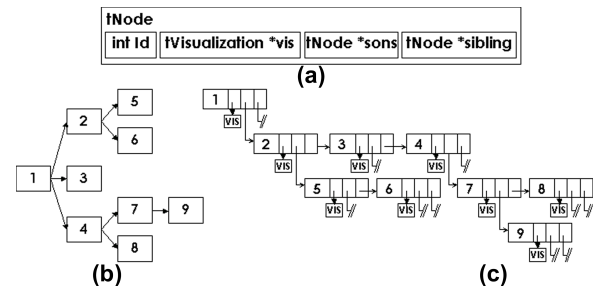 tNode
int Id tVisualization *vis tNode *sons tNode *sibling
(a)
5
2
6
1
3
7
9
4
8
(b)
1
VIS
2 3 4
VIS VIS VIS
5 6 7 8
VIS VIS VIS VIS
9
VIS
(c)